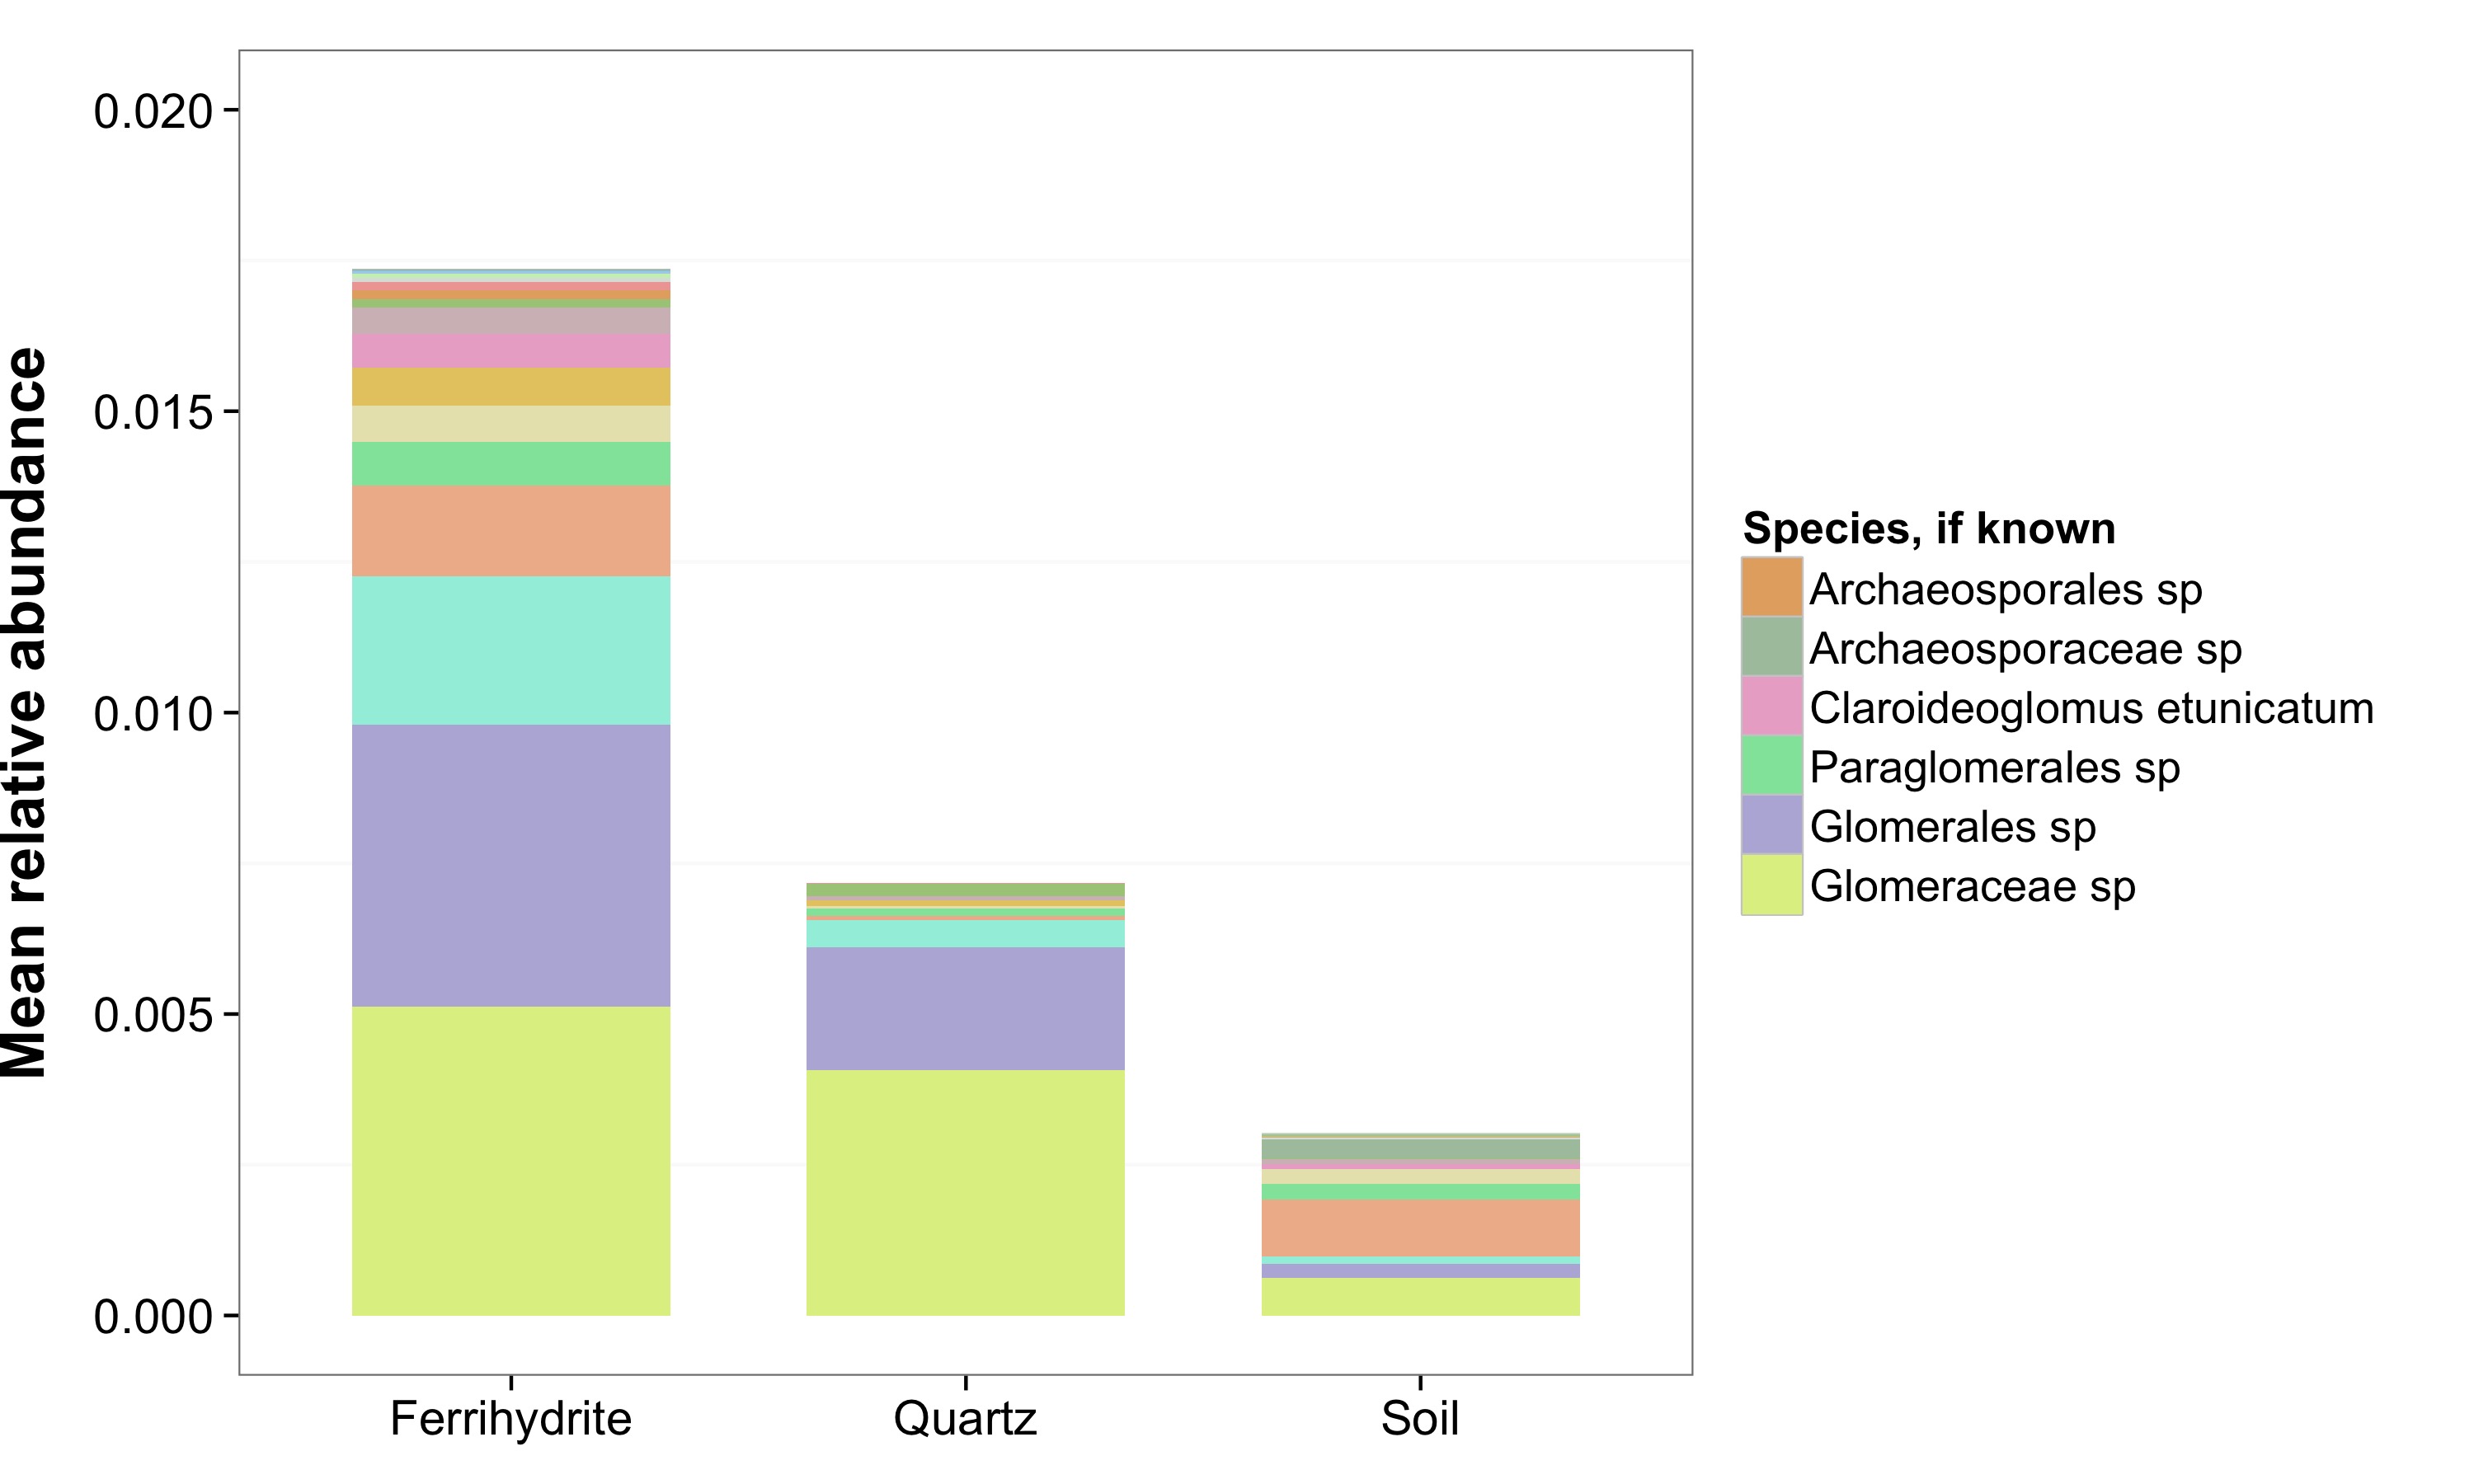 Mean relative abundance
0.020
0.015
0.010
0.005
0.000
Ferrihydrite
Quartz
Soil
Species, if known
Archaeosporales sp
Archaeosporaceae sp
Claroideoglomus etunicatum
Paraglomerales sp
Glomerales sp
Glomeraceae sp